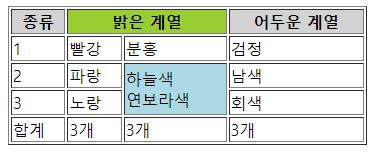 종류 밝은 계열 어두운 계열
1 빨강 분홍 검정
2 파랑 하늘색 남색
3 노랑 연보라색 회색
합계 3개 3개 3개